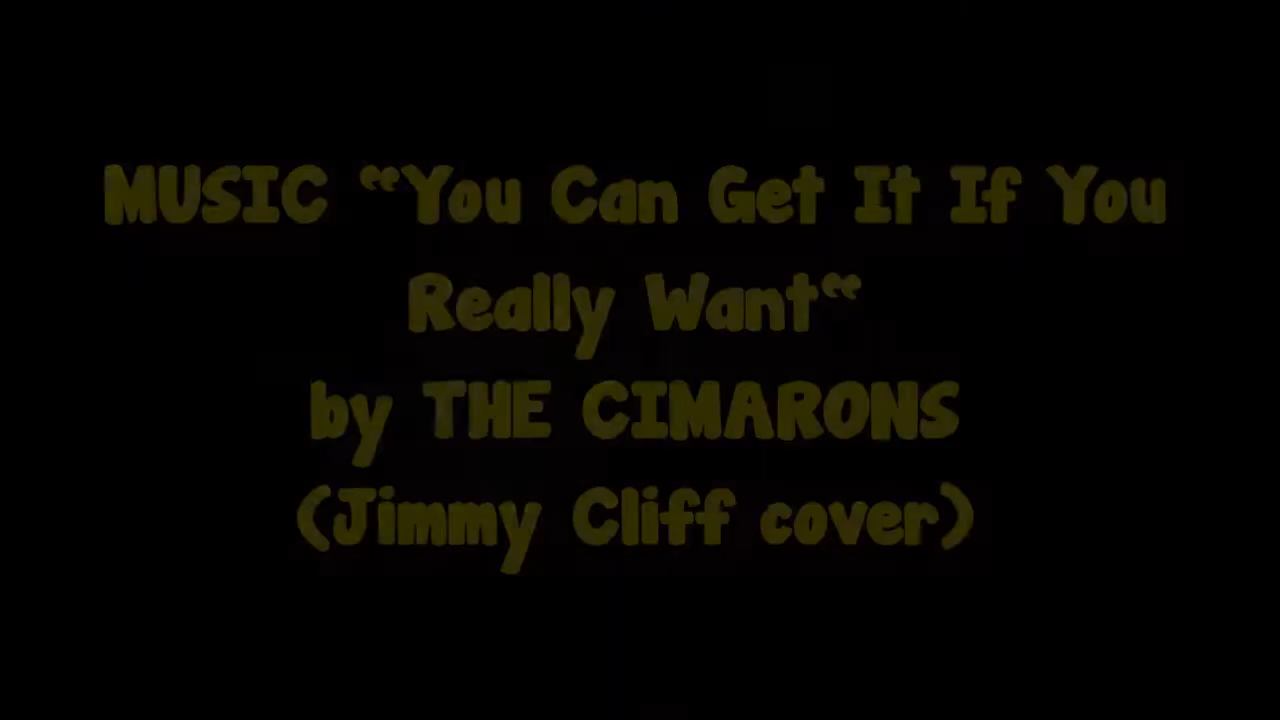 MUSIC “You Can Get It If You
Really Want“
by THE CIMARONS
(Jimmy Cliff cover)